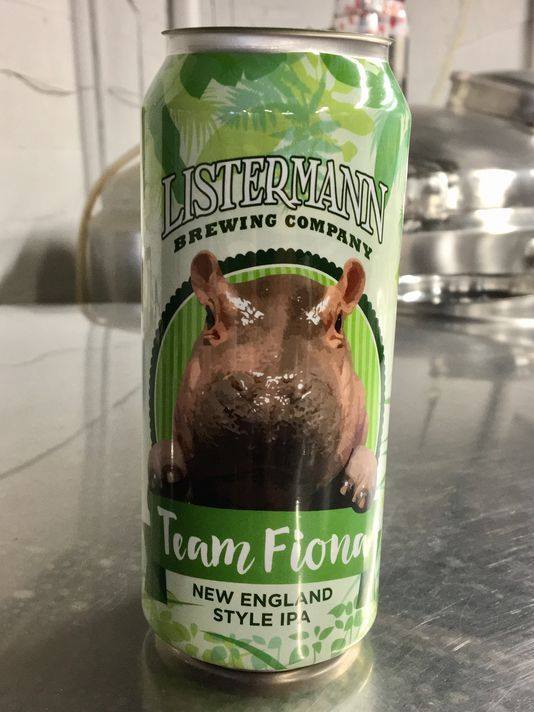 LISTERMANN
BREWING COMPANY
Team Fiona
NEW ENGLAND
STYLE IPA